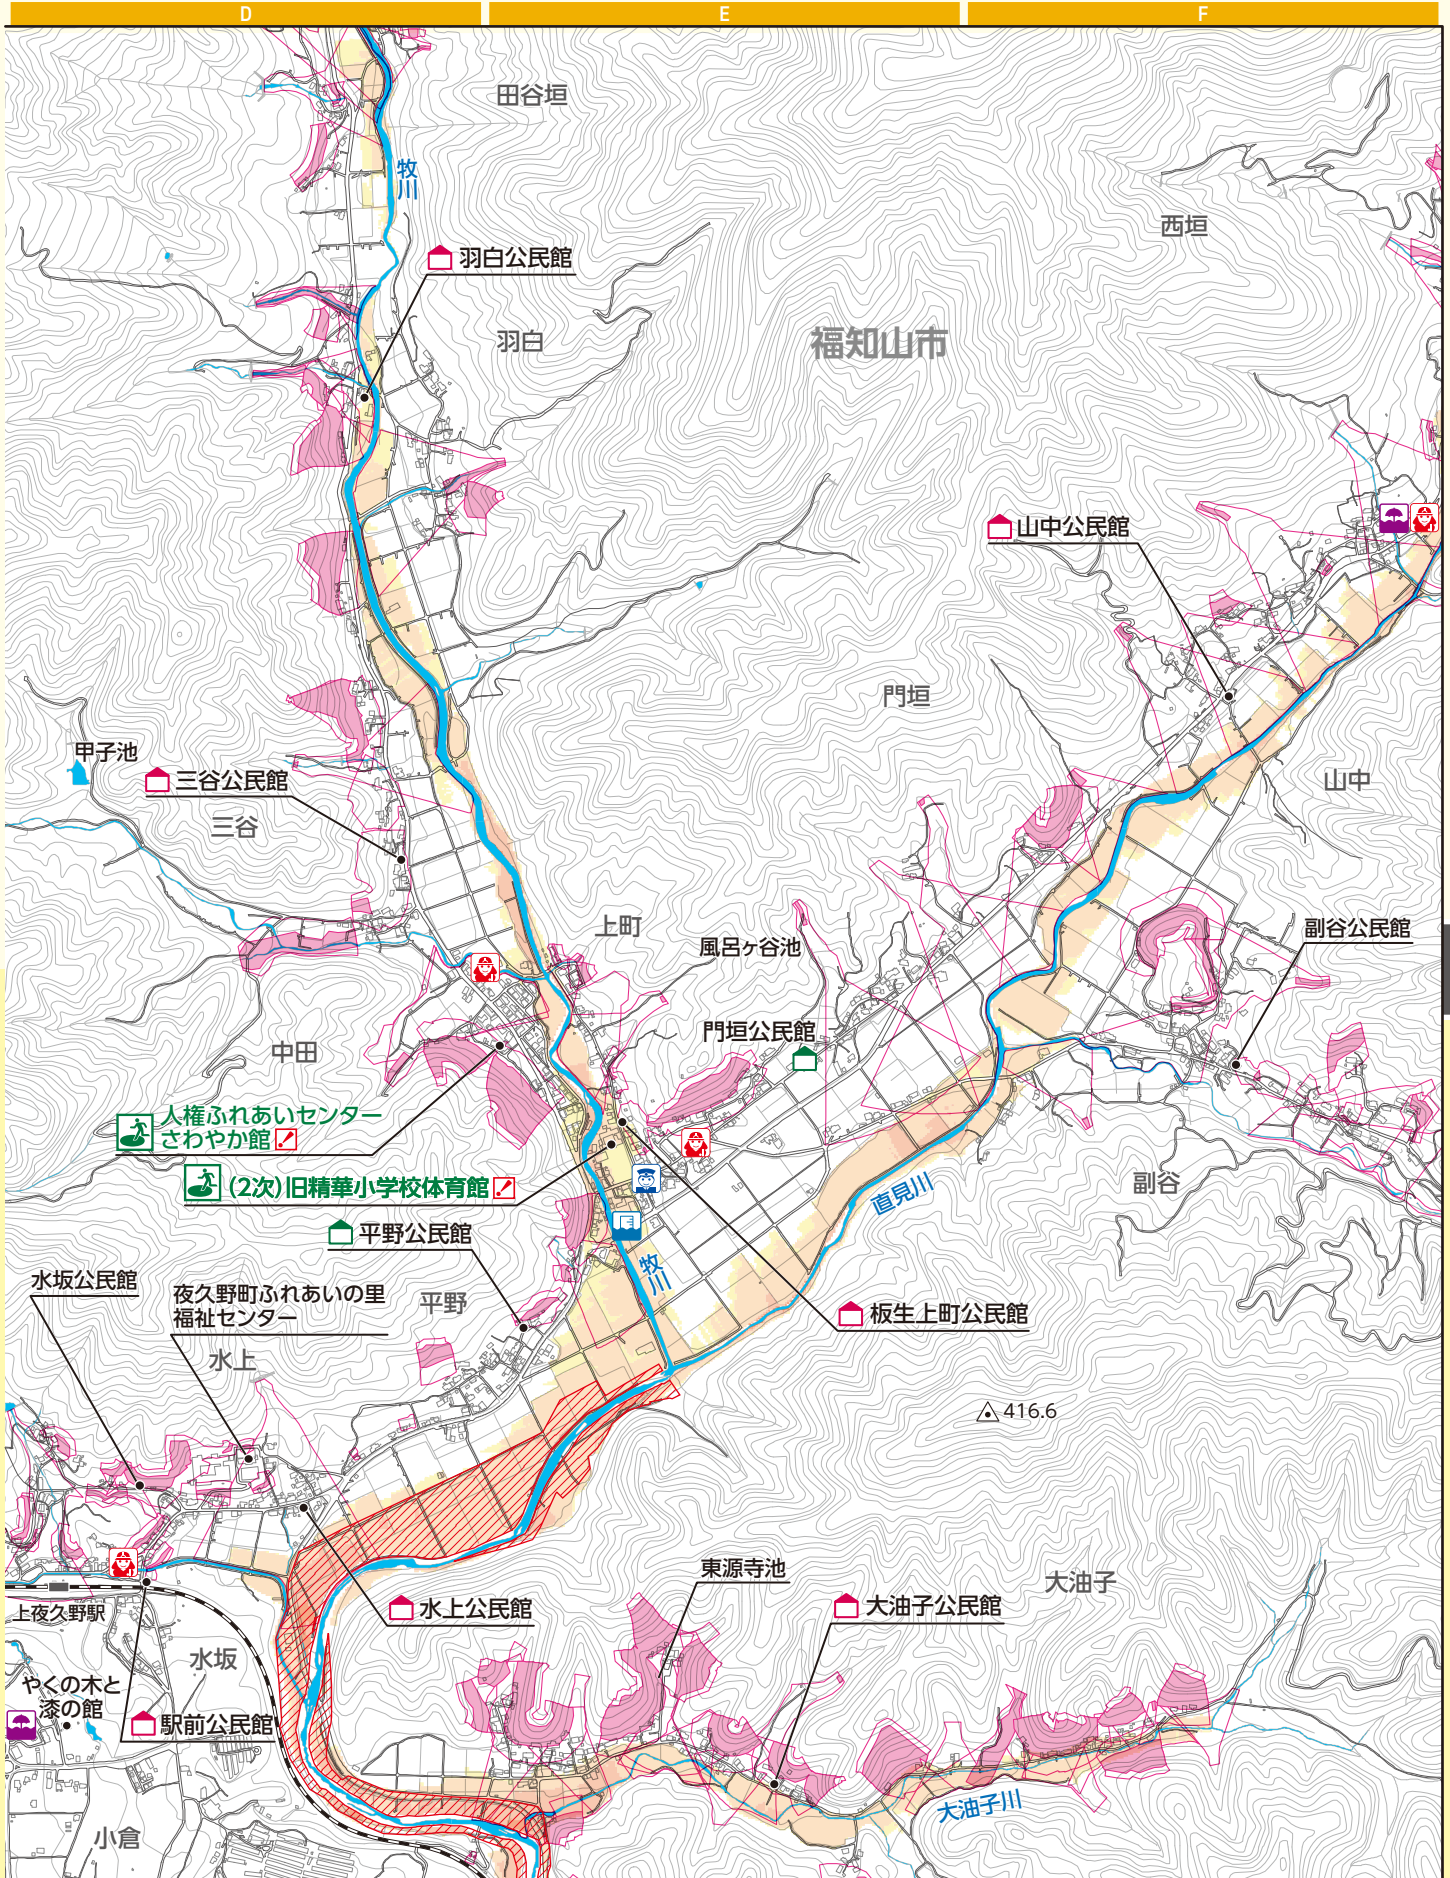 D
E
F
田谷垣
牧川
西垣
羽白公民館
羽白
福知山市
山中公民館
門垣
甲子池
三谷公民館
山中
三谷
上町
副谷公民館
風呂ヶ谷池
門垣公民館
中田
人権ふれあいセンター
さわやか館
(2次)旧精華小学校体育館
副谷
直見川
平野公民館
牧川
水坂公民館
夜久野町ふれあいの里
福祉センター
平野
板生上町公民館
水上
416.6
東源寺池
大油子
大油子公民館
上夜久野駅
水上公民館
水坂
やくの木と
漆の館
駅前公民館
大油子川
小倉